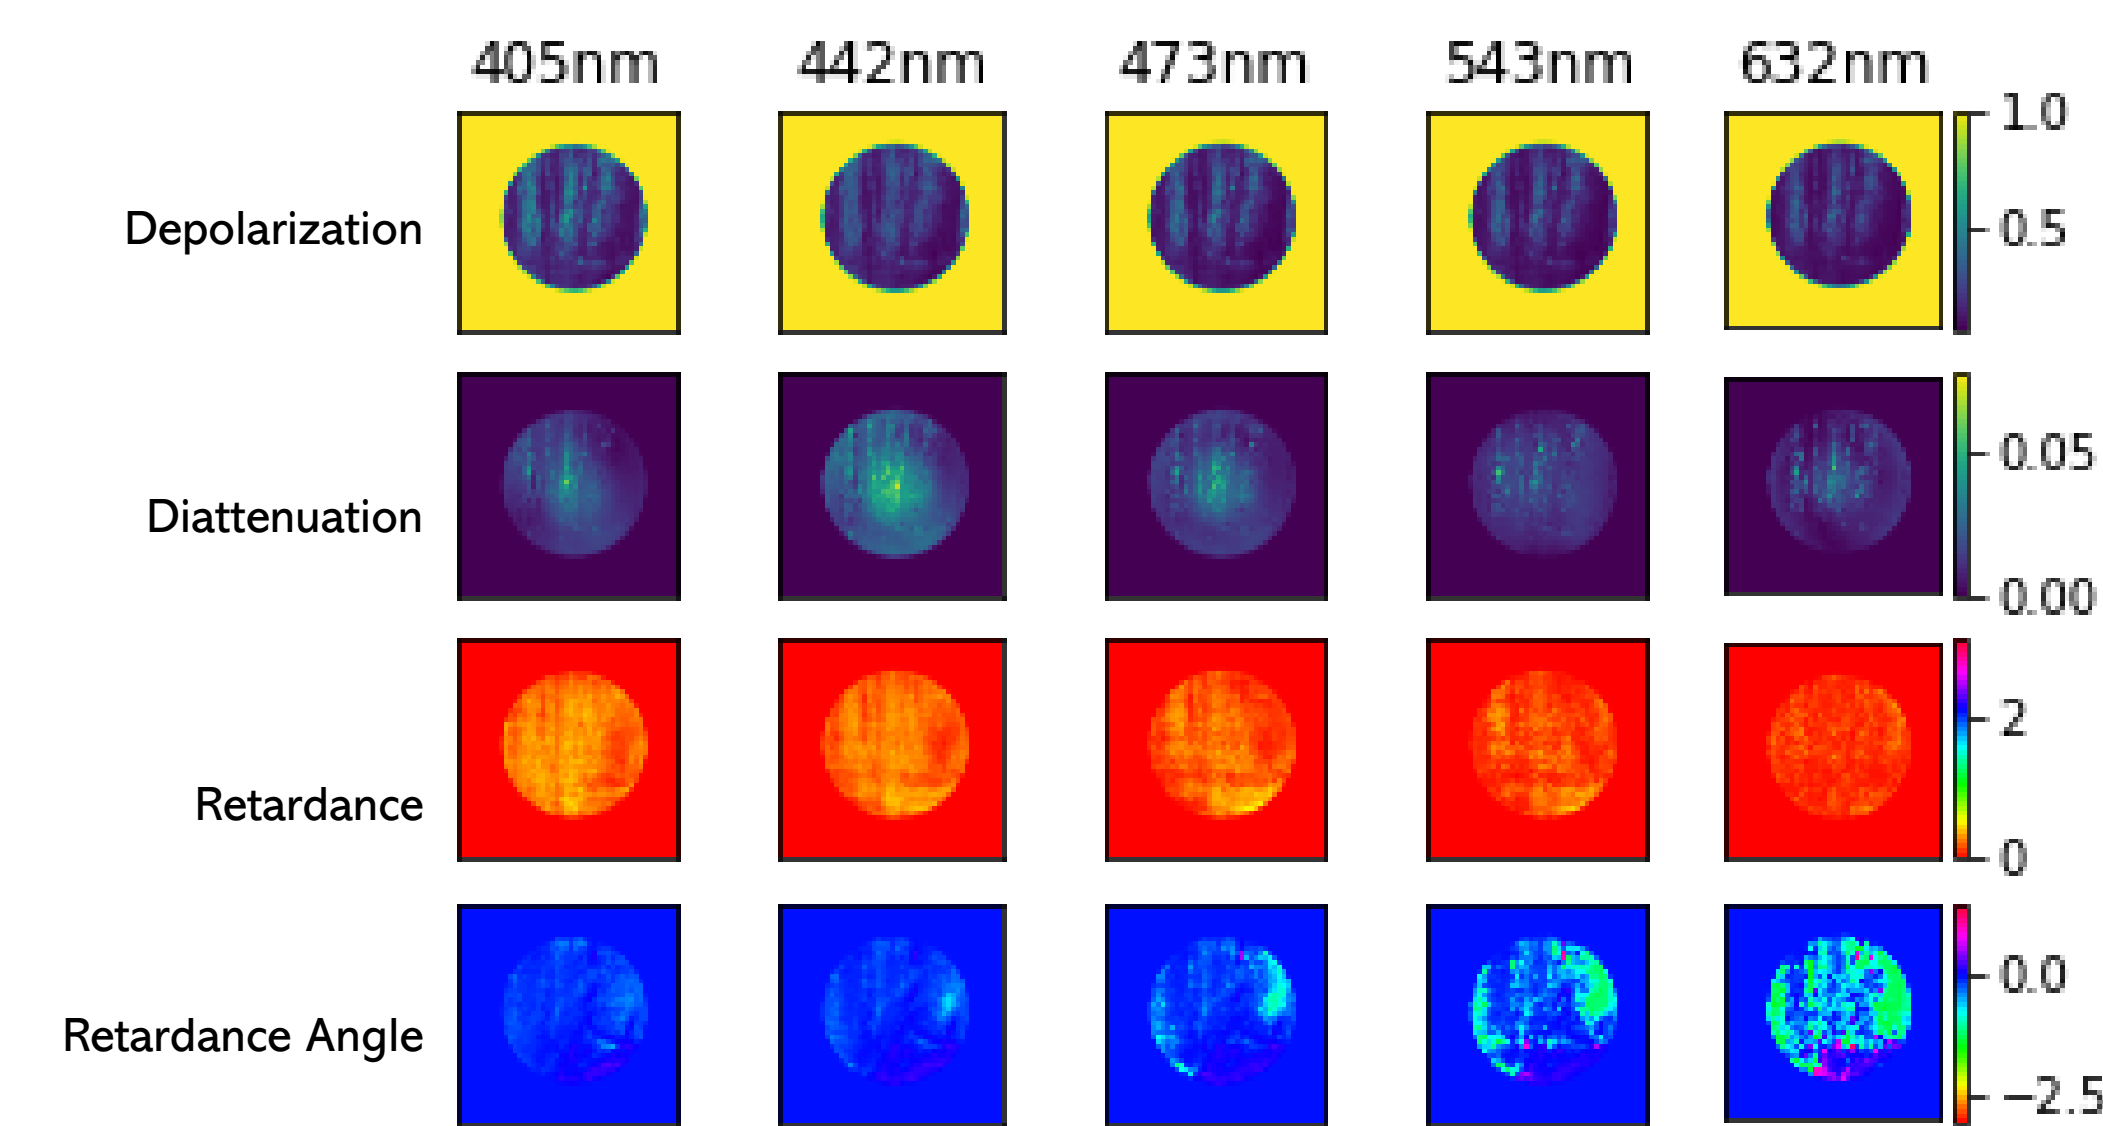 405nm 442nm 473nm 543nm 632nm
1.0
Depolarization
0.5
0.05
Diattenuation
0.00
2
Retardance
0
0.0
Retardance Angle
−2.5